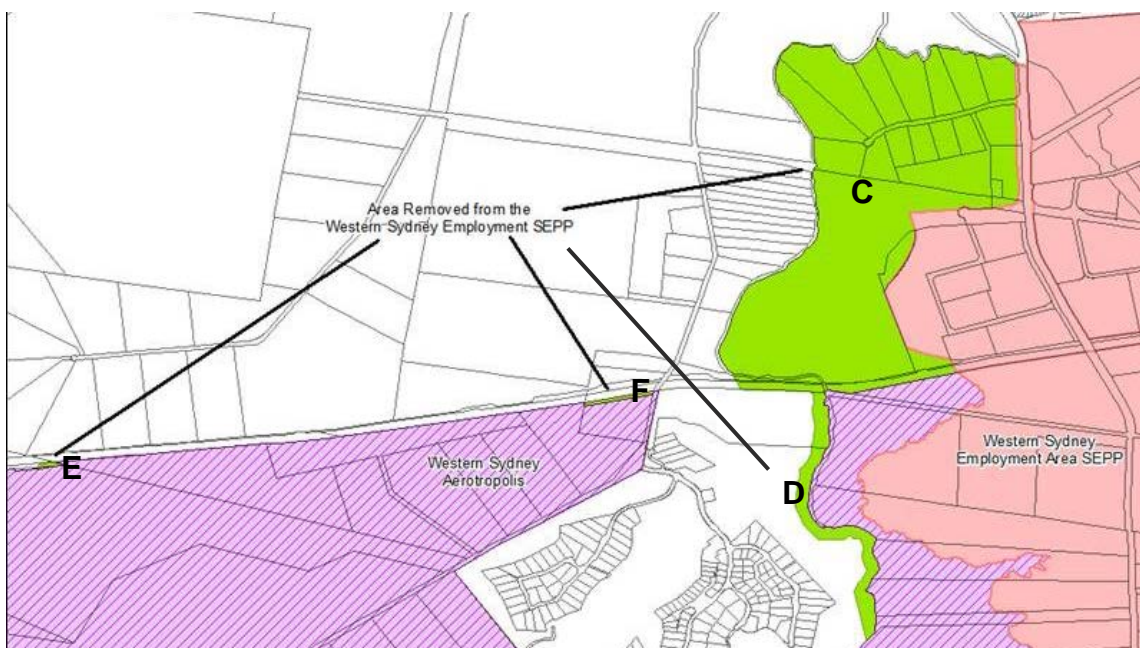 C
Area Removed from the
Western Sydney Employment SEPP
F
Western Sydney
Employment Area SEPP
E
Western Sydney
Aerotropolis
D